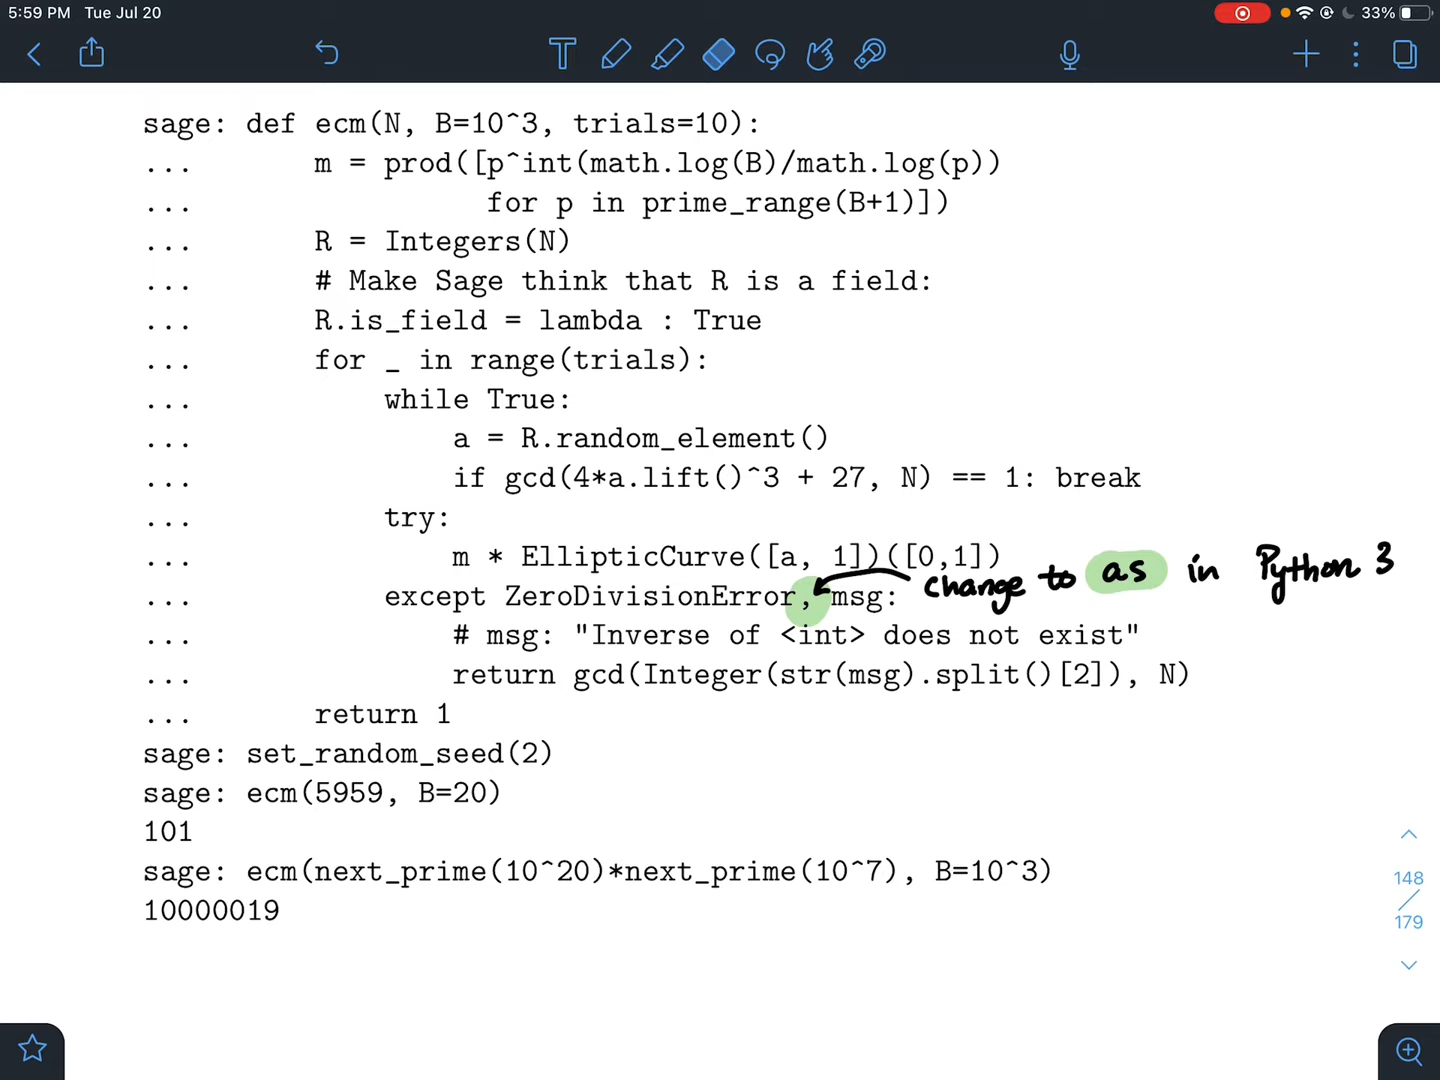 5:59 PM Tue Jul 20
33%
sage: def ecm(N, B=10^3, trials=10):
... m = prod([p^int(math.log(B)/math.log(p))
... for p in prime_range(B+1)])
... R = Integers(N)
... # Make Sage think that R is a field:
... R.is_field = lambda : True
... for _ in range(trials):
... while True:
... a = R.random_element()
... if gcd(4*a.lift()^3 + 27, N) == 1: break
... try:
... m * EllipticCurve([a, 1])([0,1])
... except ZeroDivisionError, msg: change to as in Python 3
... # msg: "Inverse of <int> does not exist"
... return gcd(Integer(str(msg).split()[2]), N)
... return 1
sage: set_random_seed(2)
sage: ecm(5959, B=20)
101
sage: ecm(next_prime(10^20)*next_prime(10^7), B=10^3)
10000019
148
/
179